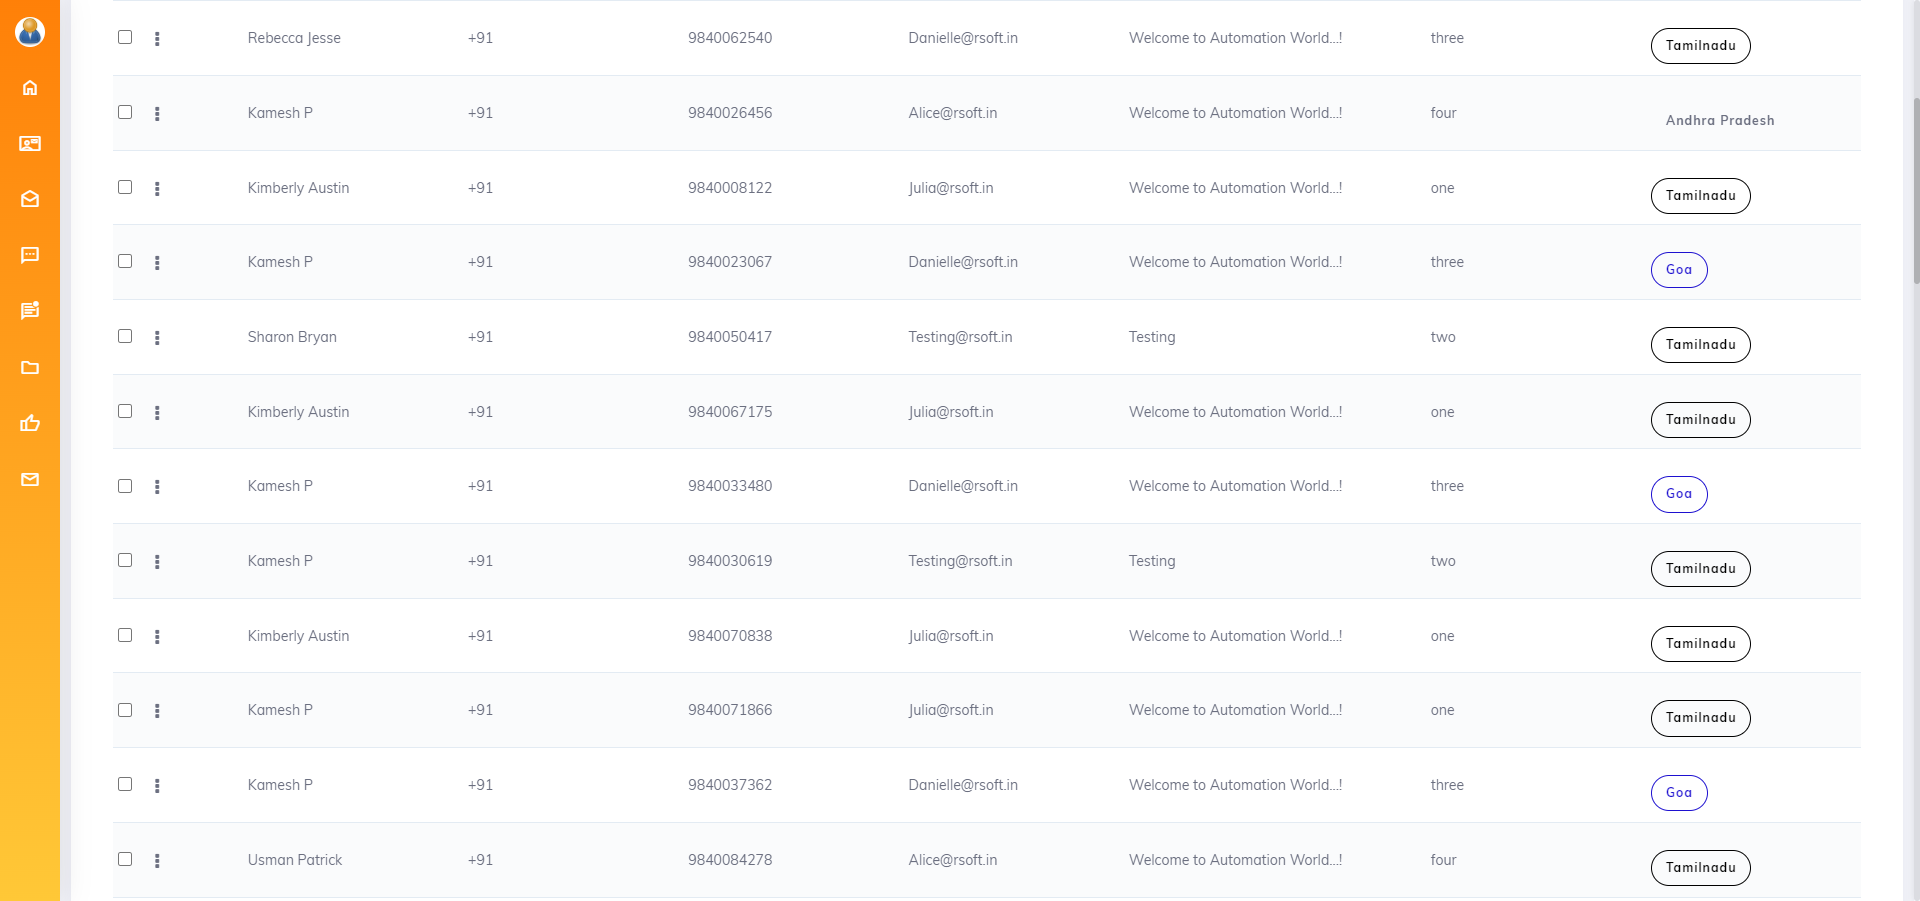 Rebecca Jesse +91 9840062540 Danielle@rsoft.in Welcome to Automation World...! three Tamilnadu
Kamesh P +91 9840026456 Alice@rsoft.in Welcome to Automation World...! four Andhra Pradesh
Kimberly Austin +91 9840008122 Julia@rsoft.in Welcome to Automation World...! one Tamilnadu
Kamesh P +91 9840023067 Danielle@rsoft.in Welcome to Automation World...! three Goa
Sharon Bryan +91 9840050417 Testing@rsoft.in Testing two Tamilnadu
Kimberly Austin +91 9840067175 Julia@rsoft.in Welcome to Automation World...! one Tamilnadu
Kamesh P +91 9840033480 Danielle@rsoft.in Welcome to Automation World...! three Goa
Kamesh P +91 9840030619 Testing@rsoft.in Testing two Tamilnadu
Kimberly Austin +91 9840070838 Julia@rsoft.in Welcome to Automation World...! one Tamilnadu
Kamesh P +91 9840071866 Julia@rsoft.in Welcome to Automation World...! one Tamilnadu
Kamesh P +91 9840037362 Danielle@rsoft.in Welcome to Automation World...! three Goa
Usman Patrick +91 9840084278 Alice@rsoft.in Welcome to Automation World...! four Tamilnadu